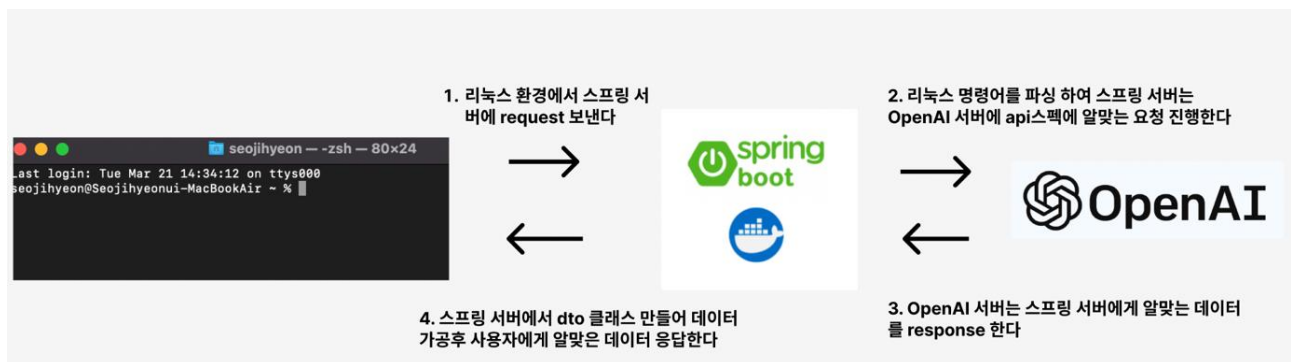 1. 리눅스 환경에서 스프링 서
버에 request 보낸다
2. 리눅스 명령어를 파싱 하여 스프링 서버는
OpenAI 서버에 api스펙에 알맞는 요청 진행한다
seojihyeon — -zsh — 80×24
Last login: Tue Mar 21 14:34:12 on ttys000
seojihyeon@Seojihyeonui-MacBookAir ~ %
spring
boot
OpenAI
4. 스프링 서버에서 dto 클래스 만들어 데이터
가공후 사용자에게 알맞은 데이터 응답한다
3. OpenAI 서버는 스프링 서버에게 알맞는 데이터
를 response 한다